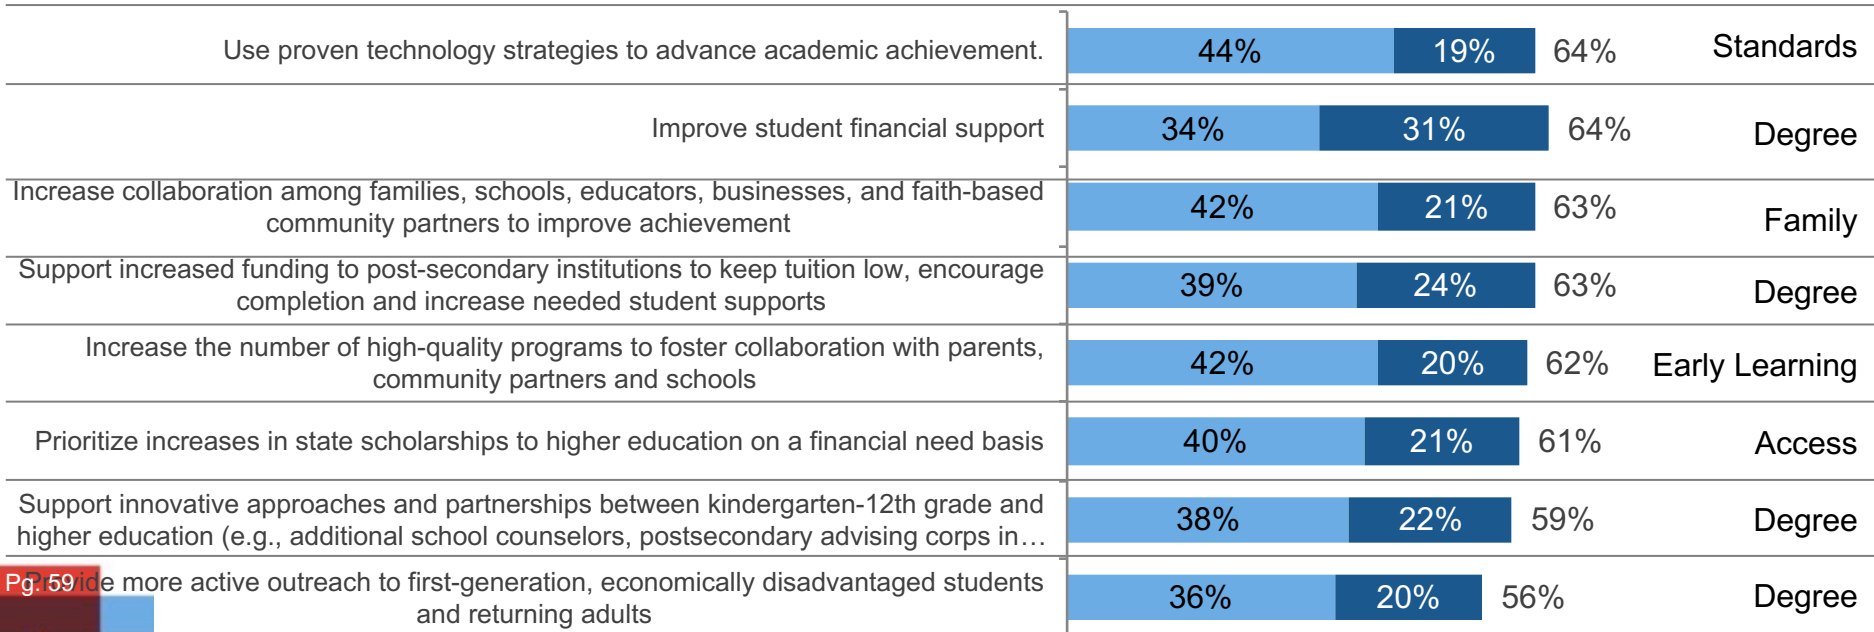 Use proven technology strategies to advance academic achievement.
44% 19% 64% Standards
Improve student financial support
34% 31% 64% Degree
Increase collaboration among families, schools, educators, businesses, and faith-based
community partners to improve achievement
42% 21% 63% Family
Support increased funding to post-secondary institutions to keep tuition low, encourage
completion and increase needed student supports
39% 24% 63% Degree
Increase the number of high-quality programs to foster collaboration with parents,
community partners and schools
42% 20% 62% Early Learning
Prioritize increases in state scholarships to higher education on a financial need basis
40% 21% 61% Access
Support innovative approaches and partnerships between kindergarten-12th grade and
higher education (e.g., additional school counselors, postsecondary advising corps in…
38% 22% 59% Degree
Provide more active outreach to first-generation, economically disadvantaged students
and returning adults
36% 20% 56% Degree
Pg. 59